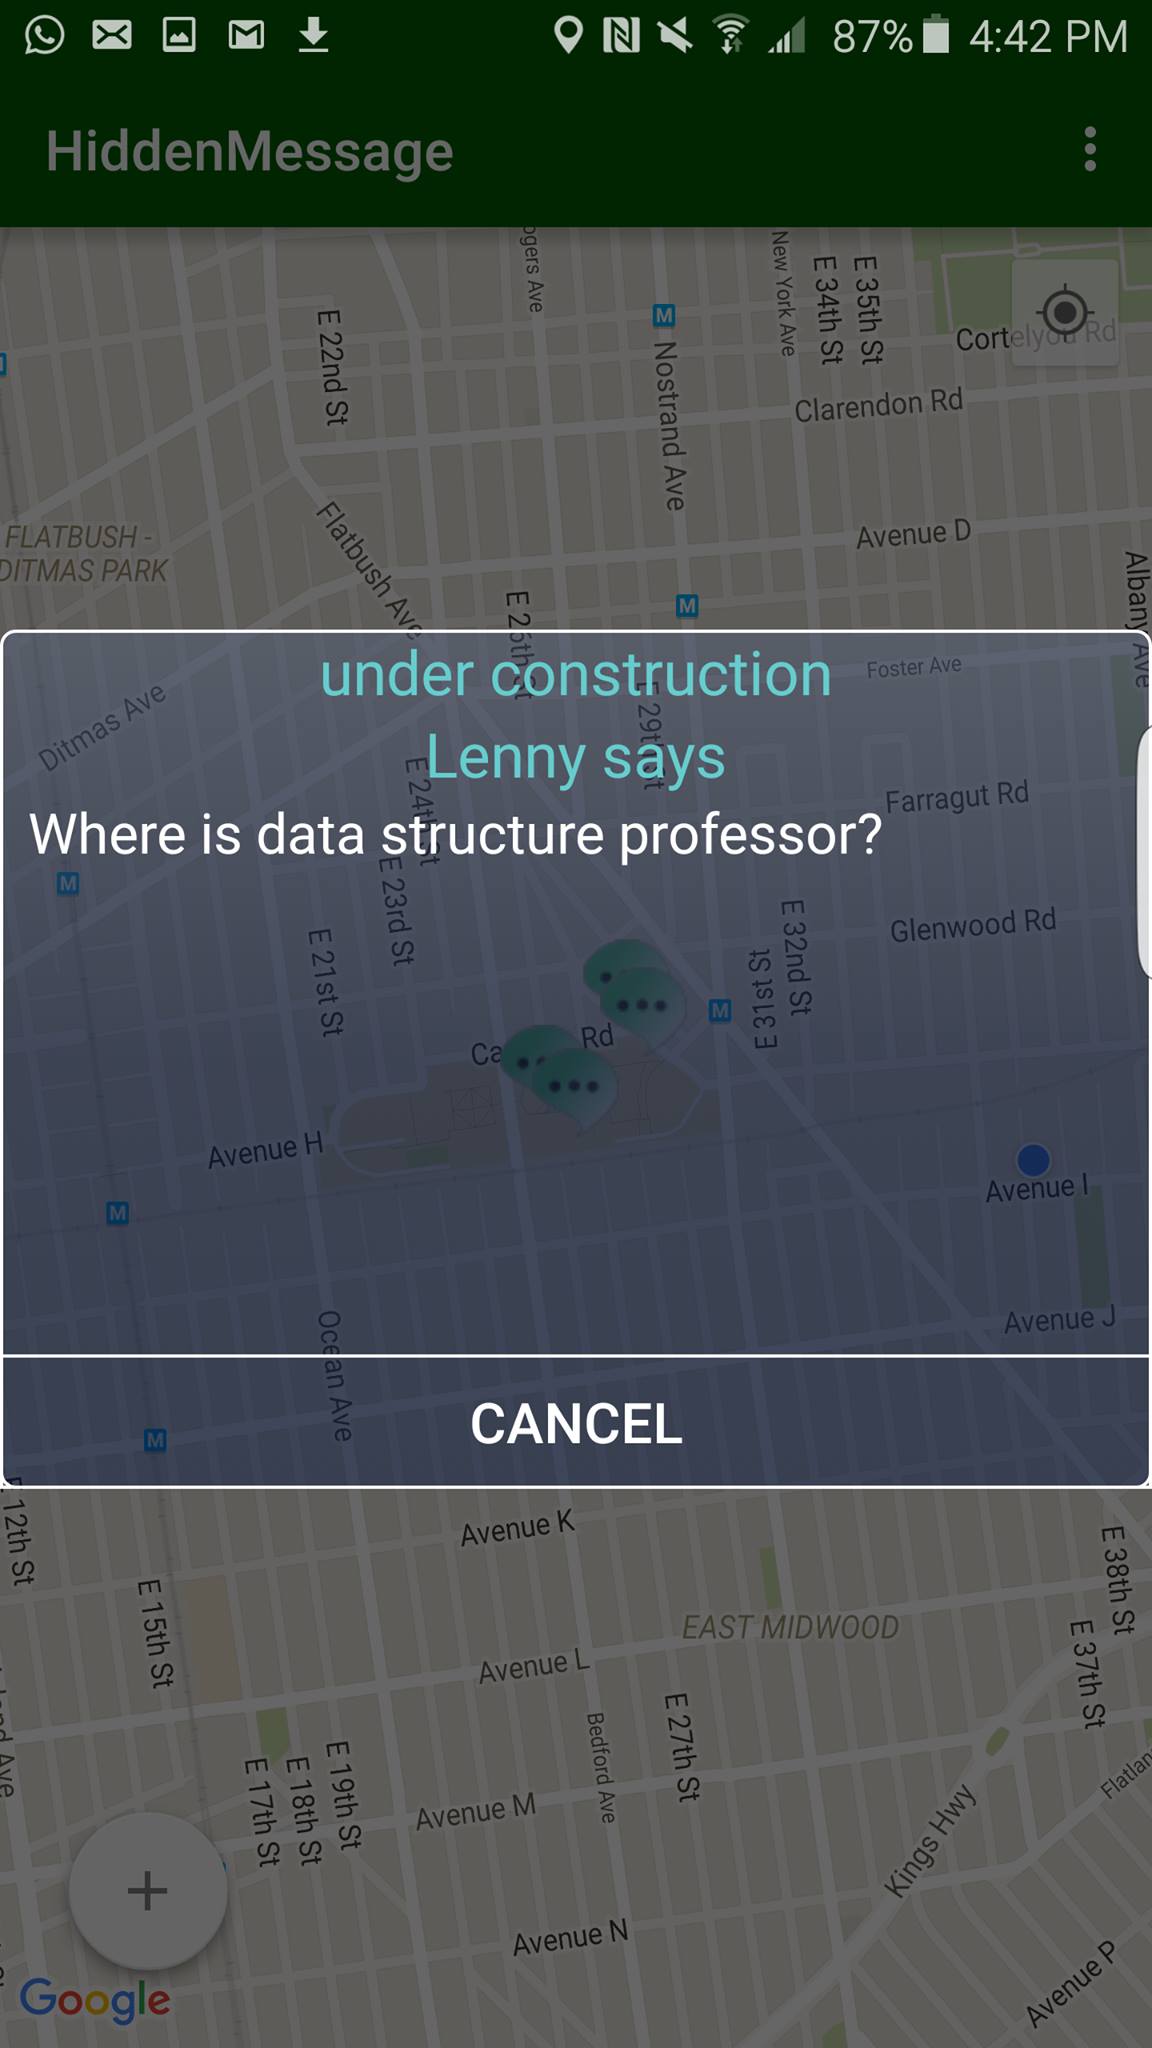 87% 4:42 PM
HiddenMessage
ogers Ave
New York Ave
E 34th St
E 35th St
E 22nd St
M
Nostrand Ave
Cortelyou Rd
Clarendon Rd
FLATBUSH -
DITMAS PARK
Flatbush Ave
Avenue D
Albany Ave
M
E 26th St
under construction
Foster Ave
Ditmas Ave
E 29th St
Lenny says
E 24th St
Farragut Rd
Where is data structure professor?
M
E 23rd St
E 21st St
E 32nd St
E 31st St
Glenwood Rd
M
Ca
Rd
Avenue H
Avenue I
M
Ocean Ave
Avenue J
CANCEL
M
12th St
Avenue K
E 15th St
E 38th St
EAST MIDWOOD
E 37th St
Avenue L
E 27th St
Bedford Ave
E 17th St
E 18th St
E 19th St
Avenue M
Flatlan
Kings Hwy
Avenue N
Avenue P
Google